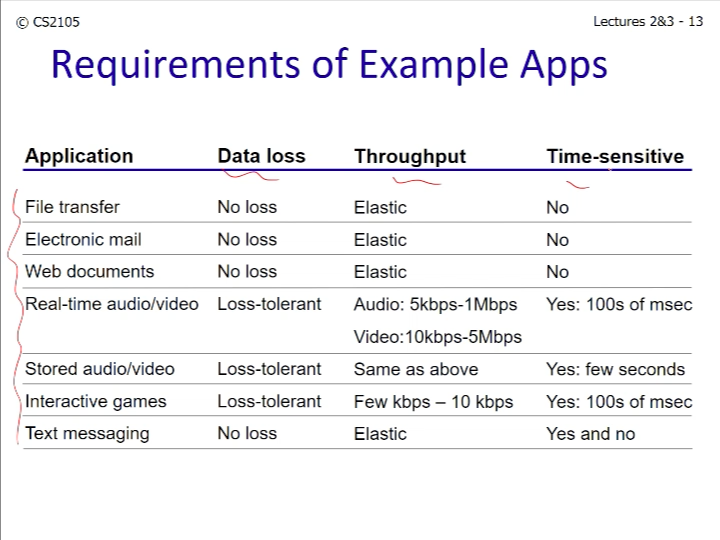 © CS2105
Lectures 2&3 - 13
Requirements of Example Apps
Application Data loss Throughput Time-sensitive
File transfer No loss Elastic No
Electronic mail No loss Elastic No
Web documents No loss Elastic No
Real-time audio/video Loss-tolerant Audio: 5kbps-1Mbps Yes: 100s of msec
Video:10kbps-5Mbps
Stored audio/video Loss-tolerant Same as above Yes: few seconds
Interactive games Loss-tolerant Few kbps – 10 kbps Yes: 100s of msec
Text messaging No loss Elastic Yes and no